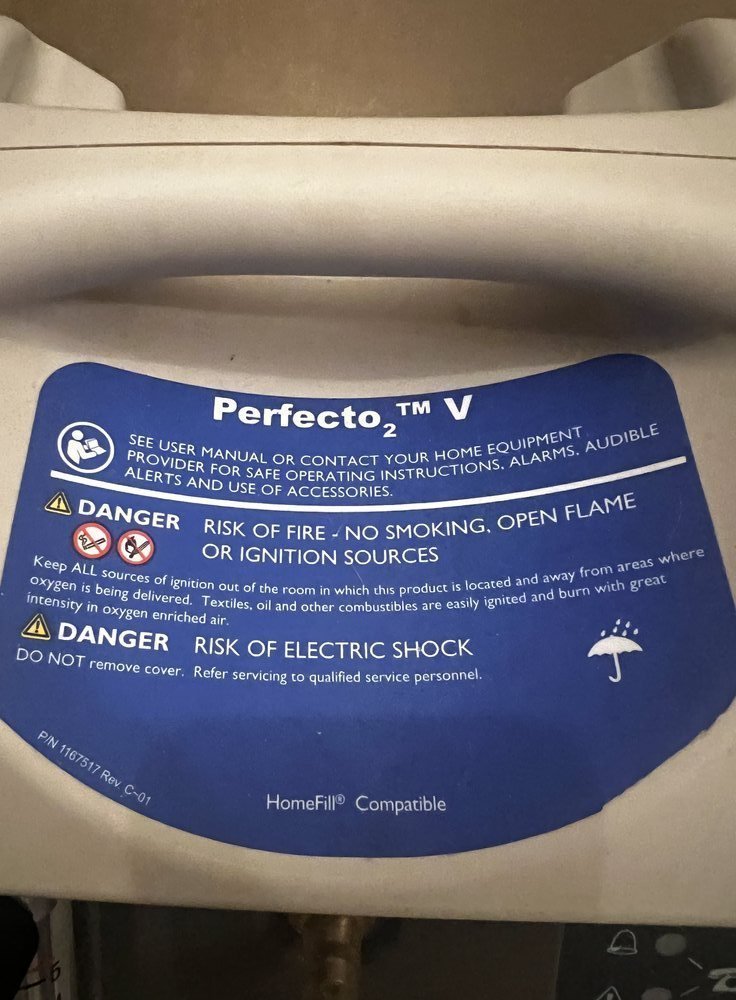 Perfecto₂™ V
SEE USER MANUAL OR CONTACT YOUR HOME EQUIPMENT
PROVIDER FOR SAFE OPERATING INSTRUCTIONS, ALARMS, AUDIBLE
ALERTS AND USE OF ACCESSORIES.
DANGER RISK OF FIRE - NO SMOKING, OPEN FLAME
OR IGNITION SOURCES
Keep ALL sources of ignition out of the room in which this product is located and away from areas where
oxygen is being delivered. Textiles, oil and other combustibles are easily ignited and burn with great
intensity in oxygen enriched air.
DANGER RISK OF ELECTRIC SHOCK
DO NOT remove cover. Refer servicing to qualified service personnel.
P/N 1167517 Rev. C-01
HomeFill® Compatible
5